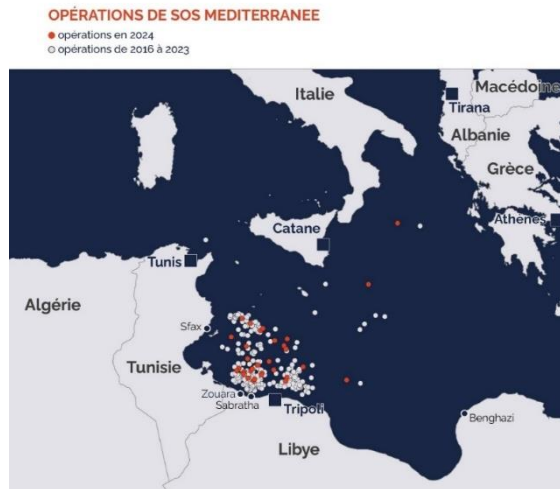 OPÉRATIONS DE SOS MEDITERRANEE
opérations en 2024
opérations de 2016 à 2023
Italie
Macédoine
Tirana
Albanie
Grèce
Athènes
Catane
Tunis
Algérie
Sfax
Tunisie
Zouara
Sabratha
Tripoli
Benghazi
Libye